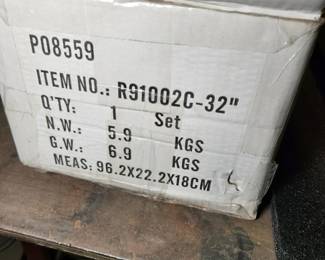 P08559
ITEM NO.: R91002C-32"
Q'TY: 1 Set
N.W.: 5.9 KGS
G.W.: 6.9 KGS
MEAS: 96.2X22.2X18CM